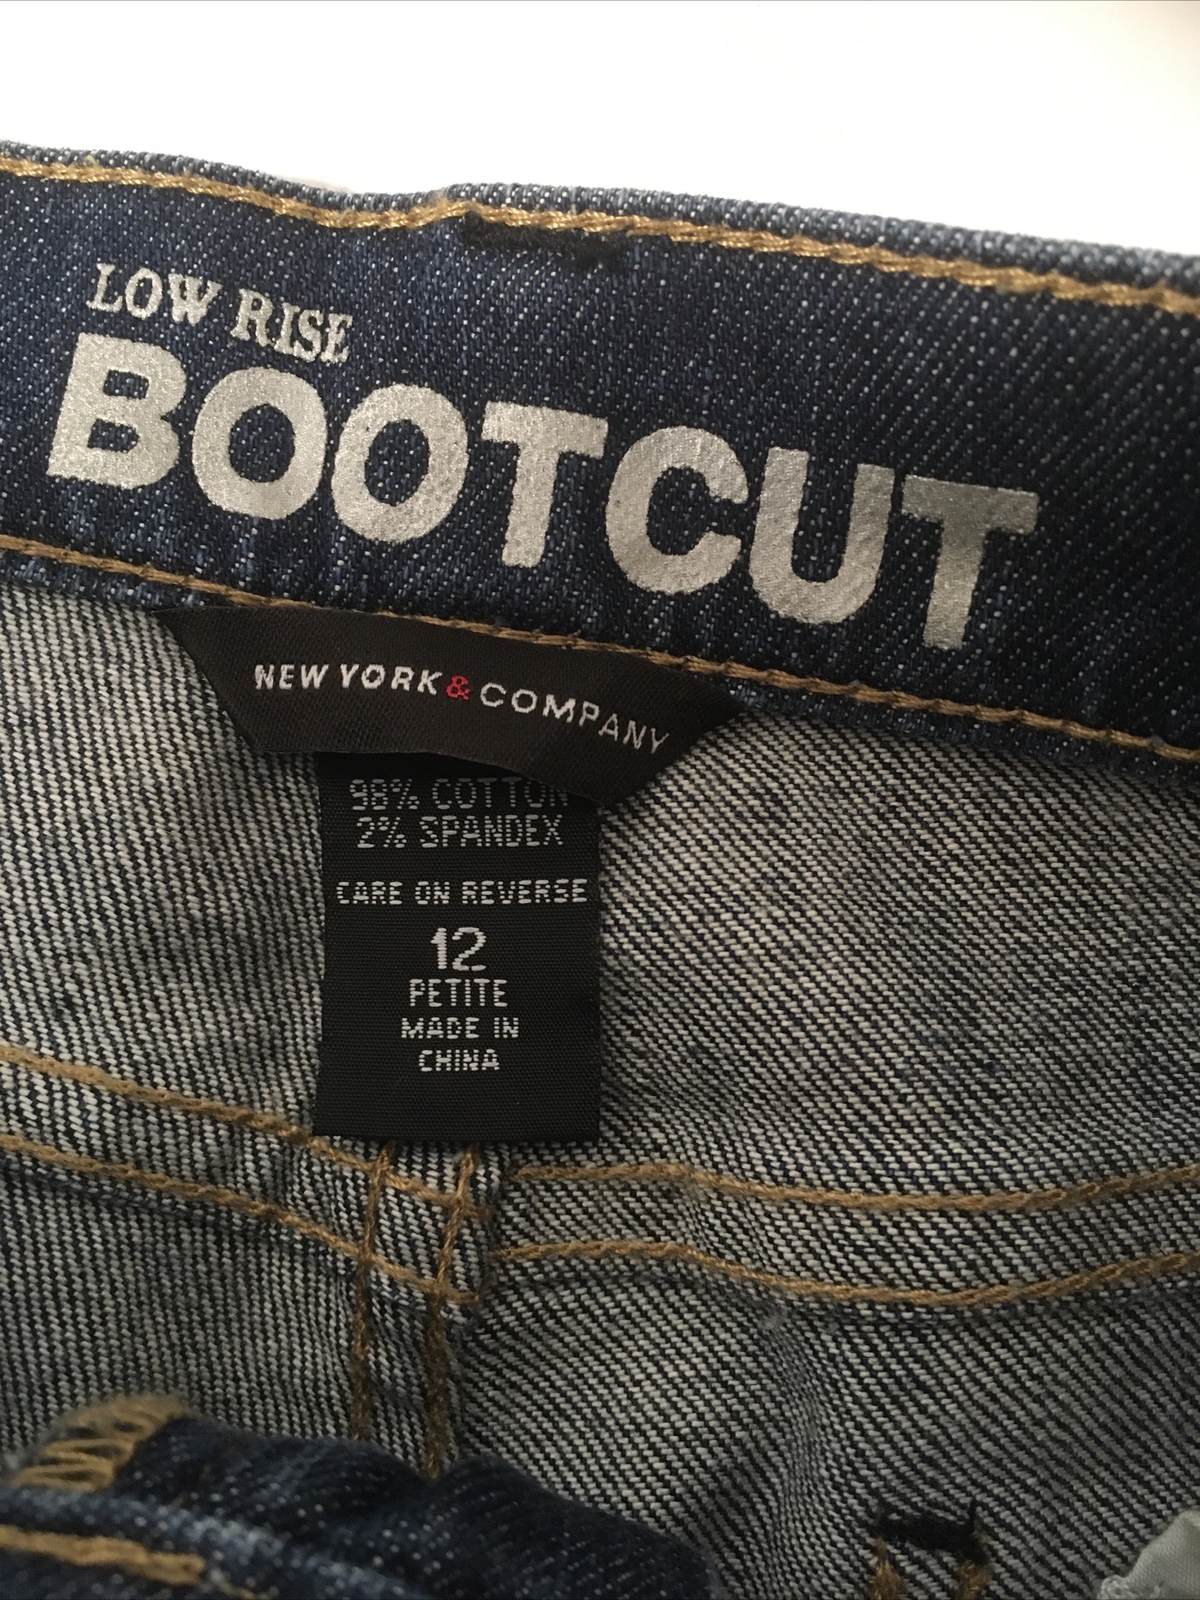 LOW RISE
BOOTCUT
NEW YORK & COMPANY
98% COTTON
2% SPANDEX
CARE ON REVERSE
12
PETITE
MADE IN
CHINA